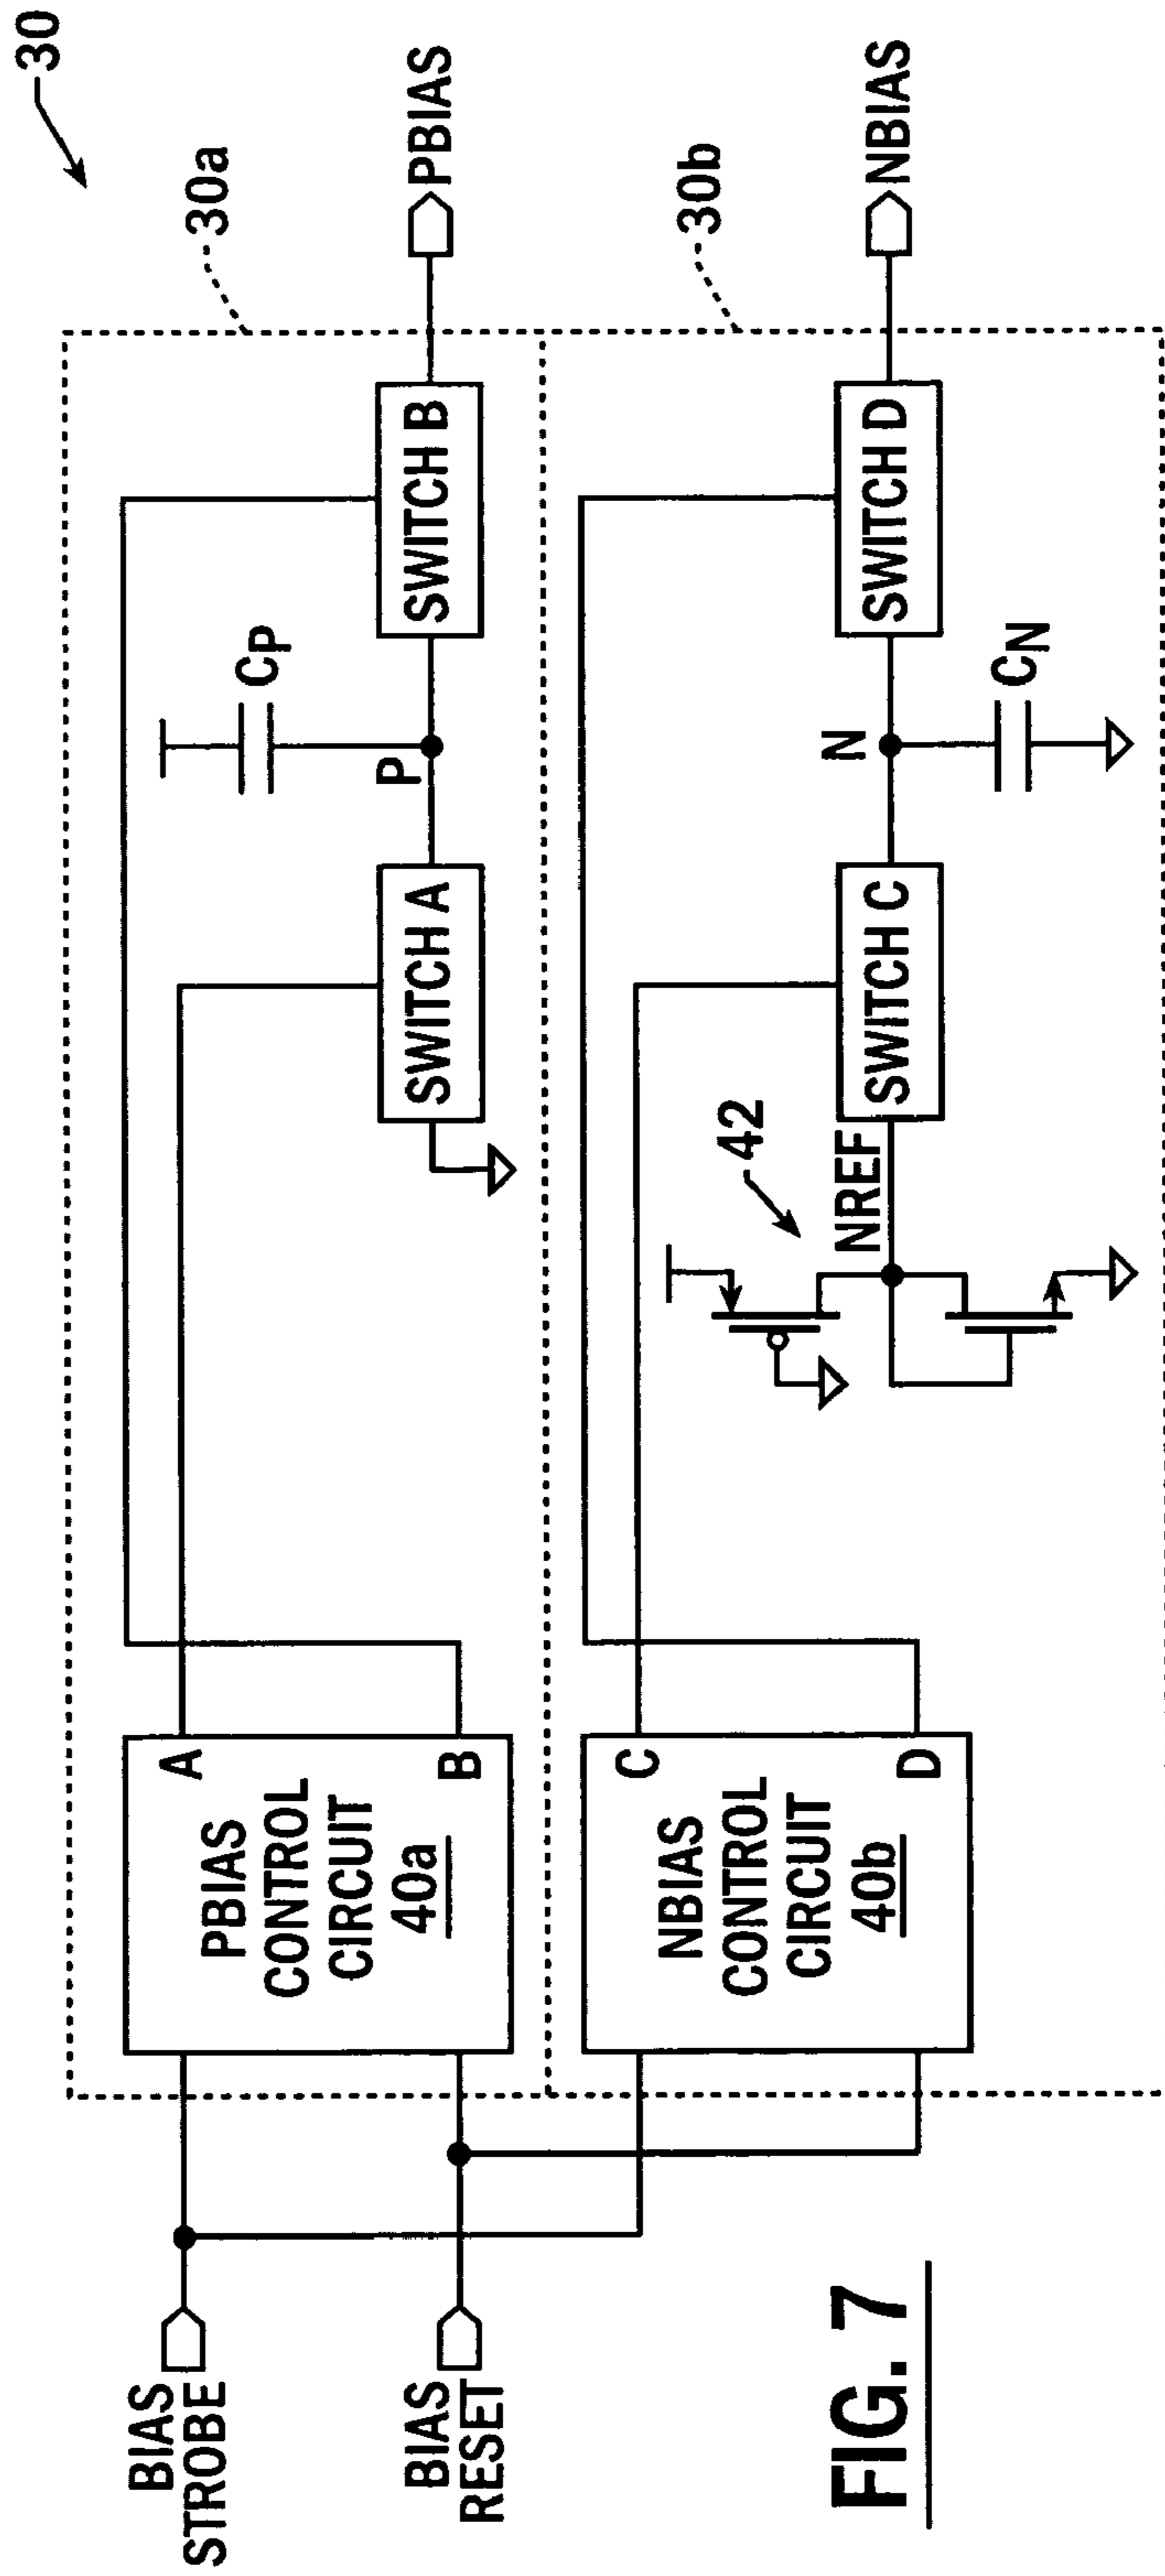 30
30a
BIAS
STROBE
BIAS
RESET
PBIAS
CONTROL
CIRCUIT
40a
A
B
SWITCH A
P
CP
SWITCH B
PBIAS
30b
NBIAS
CONTROL
CIRCUIT
40b
C
D
42
NREF
SWITCH C
N
CN
SWITCH D
NBIAS
FIG. 7